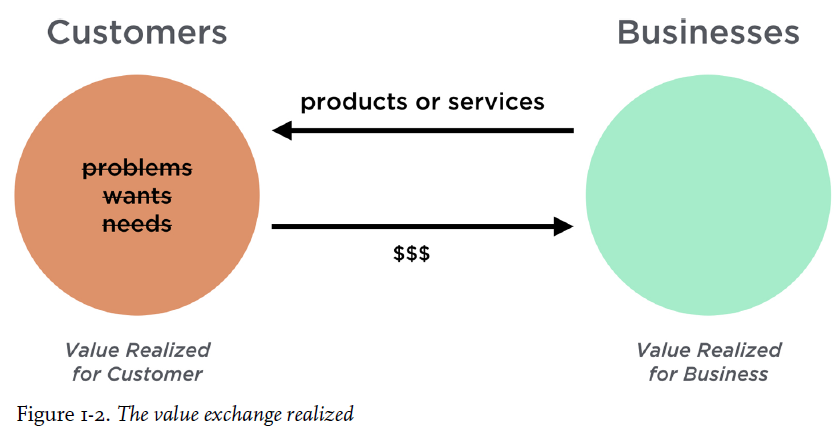 Customers
Businesses
products or services
problems
wants
needs
$$$
Value Realized
for Customer
Value Realized
for Business
Figure 1-2. The value exchange realized